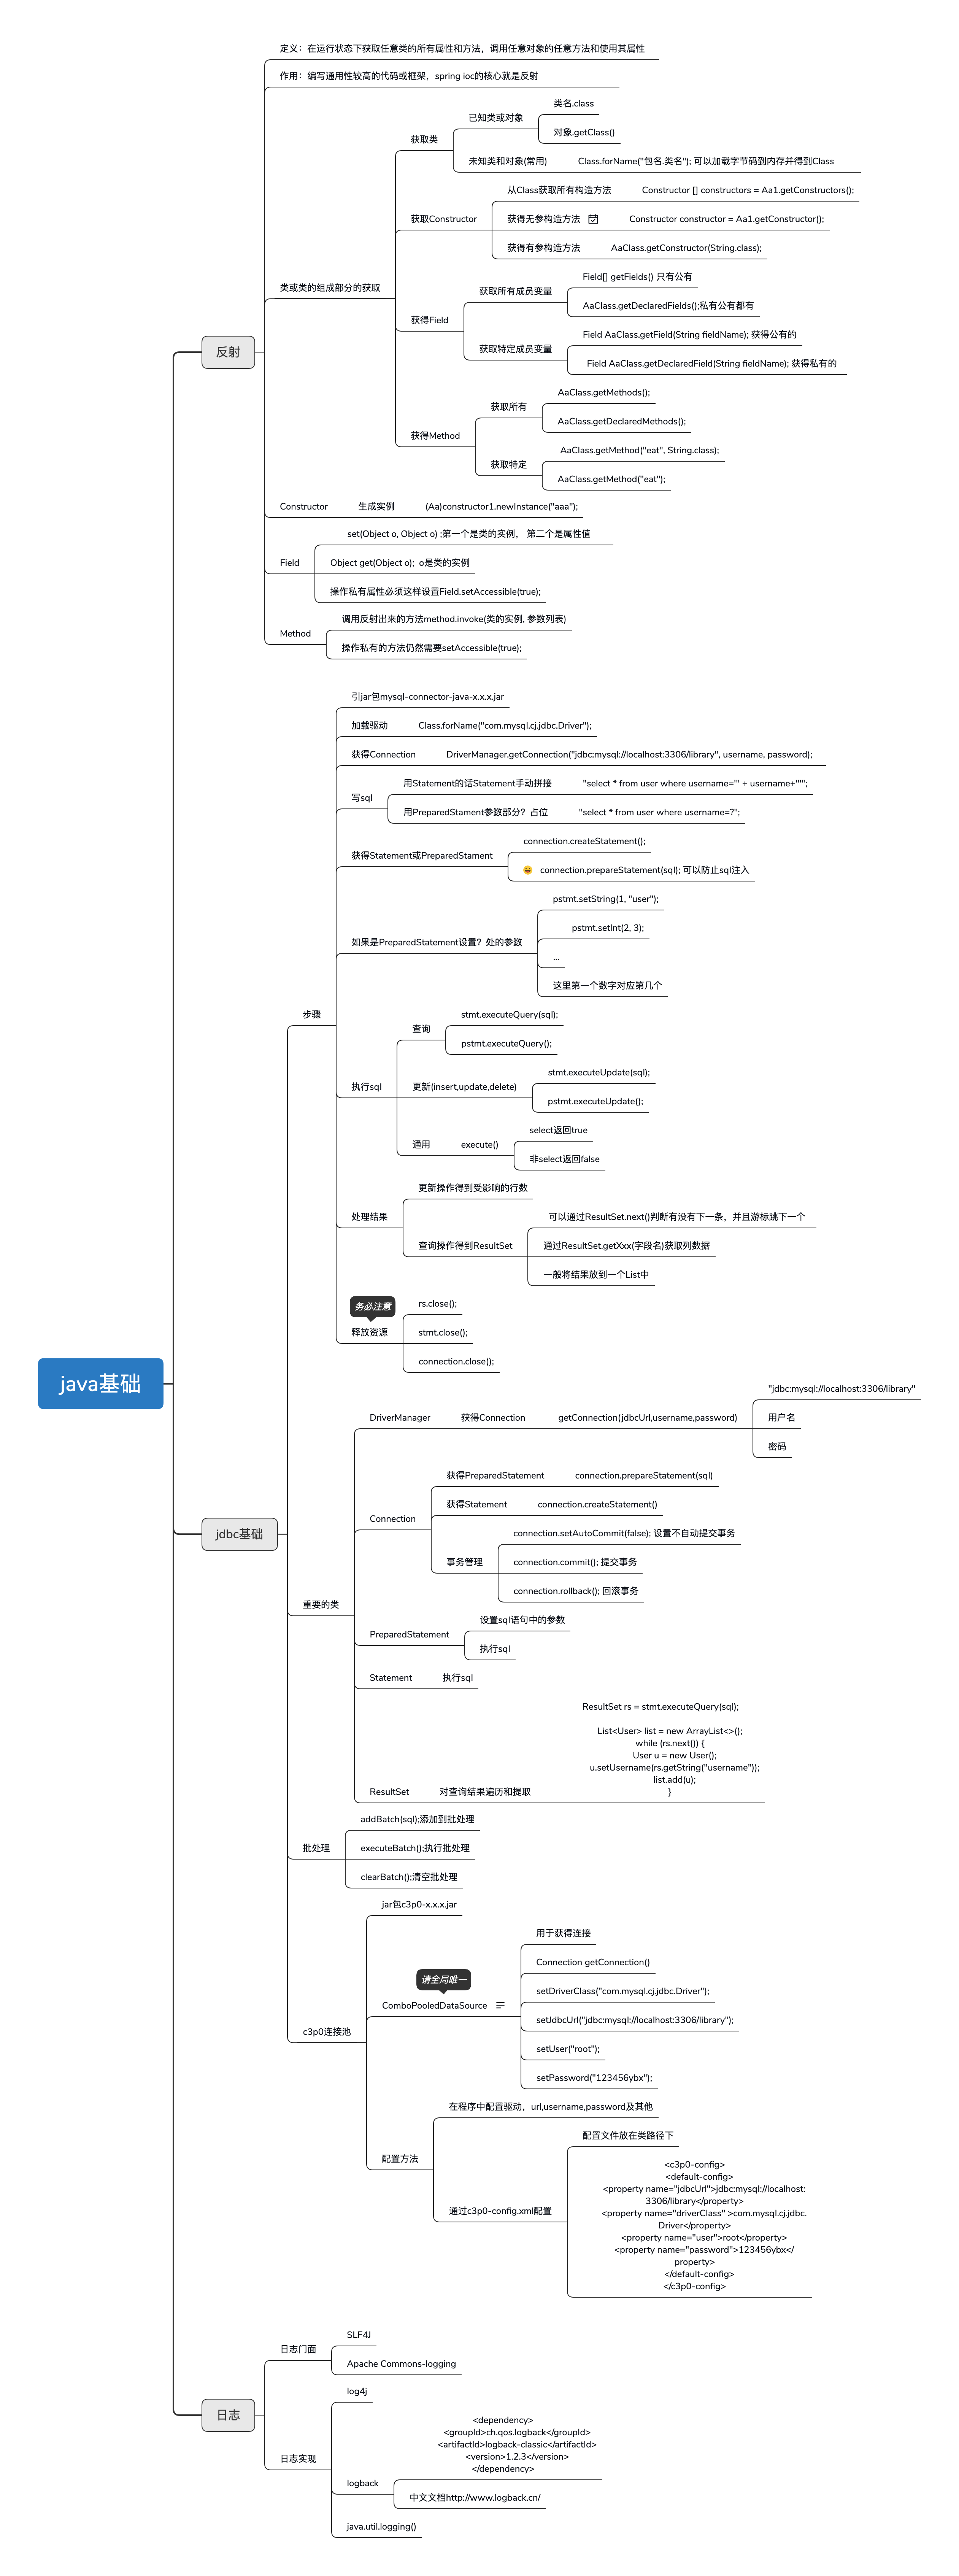 java基础
反射
定义：在运行状态下获取任意类的所有属性和方法，调用任意对象的任意方法和使用其属性
作用：编写通用性较高的代码或框架，spring ioc的核心就是反射
类或类的组成部分的获取
获取类
已知类或对象
类名.class
对象.getClass()
未知类和对象(常用)
Class.forName("包名.类名"); 可以加载字节码到内存并得到Class
获取Constructor
从Class获取所有构造方法
Constructor [] constructors = Aa1.getConstructors();
获得无参构造方法
Constructor constructor = Aa1.getConstructor();
获得有参构造方法
AaClass.getConstructor(String.class);
获得Field
获取所有成员变量
Field[] getFields() 只有公有
AaClass.getDeclaredFields();私有公有都有
获取特定成员变量
Field AaClass.getField(String fieldName); 获得公有的
Field AaClass.getDeclaredField(String fieldName); 获得私有的
获得Method
获取所有
AaClass.getMethods();
AaClass.getDeclaredMethods();
获取特定
AaClass.getMethod("eat", String.class);
AaClass.getMethod("eat");
Constructor
生成实例
(Aa)constructor1.newInstance("aaa");
Field
set(Object o, Object o) ;第一个是类的实例， 第二个是属性值
Object get(Object o); o是类的实例
操作私有属性必须这样设置Field.setAccessible(true);
Method
调用反射出来的方法method.invoke(类的实例, 参数列表)
操作私有的方法仍然需要setAccessible(true);
jdbc基础
步骤
引jar包mysql-connector-java-x.x.x.jar
加载驱动
Class.forName("com.mysql.cj.jdbc.Driver");
获得Connection
DriverManager.getConnection("jdbc:mysql://localhost:3306/library", username, password);
写sql
用Statement的话Statement手动拼接
"select * from user where username='" + username+"'";
用PreparedStament参数部分？占位
"select * from user where username=?";
获得Statement或PreparedStament
connection.createStatement();
connection.prepareStatement(sql); 可以防止sql注入
如果是PreparedStatement设置？处的参数
pstmt.setString(1, "user");
pstmt.setInt(2, 3);
...
这里第一个数字对应第几个
执行sql
查询
stmt.executeQuery(sql);
pstmt.executeQuery();
更新(insert,update,delete)
stmt.executeUpdate(sql);
pstmt.executeUpdate();
通用
execute()
select返回true
非select返回false
处理结果
更新操作得到受影响的行数
查询操作得到ResultSet
可以通过ResultSet.next()判断有没有下一条，并且游标跳下一个
通过ResultSet.getXxx(字段名)获取列数据
一般将结果放到一个List中
务必注意
释放资源
rs.close();
stmt.close();
connection.close();
重要的类
DriverManager
获得Connection
getConnection(jdbcUrl,username,password)
"jdbc:mysql://localhost:3306/library"
用户名
密码
Connection
获得PreparedStatement
connection.prepareStatement(sql)
获得Statement
connection.createStatement()
事务管理
connection.setAutoCommit(false); 设置不自动提交事务
connection.commit(); 提交事务
connection.rollback(); 回滚事务
PreparedStatement
设置sql语句中的参数
执行sql
Statement
执行sql
ResultSet
对查询结果遍历和提取
ResultSet rs = stmt.executeQuery(sql);
List<User> list = new ArrayList<>();
while (rs.next()) {
User u = new User();
u.setUsername(rs.getString("username"));
list.add(u);
}
批处理
addBatch(sql);添加到批处理
executeBatch();执行批处理
clearBatch();清空批处理
c3p0连接池
jar包c3p0-x.x.x.jar
请全局唯一
ComboPooledDataSource
用于获得连接
Connection getConnection()
setDriverClass("com.mysql.cj.jdbc.Driver");
setJdbcUrl("jdbc:mysql://localhost:3306/library");
setUser("root");
setPassword("123456ybx");
配置方法
在程序中配置驱动，url,username,password及其他
通过c3p0-config.xml配置
配置文件放在类路径下
<c3p0-config>
<default-config>
<property name="jdbcUrl">jdbc:mysql://localhost:
3306/library</property>
<property name="driverClass" >com.mysql.cj.jdbc.
Driver</property>
<property name="user">root</property>
<property name="password">123456ybx</
property>
</default-config>
</c3p0-config>
日志
日志门面
SLF4J
Apache Commons-logging
日志实现
log4j
logback
<dependency>
<groupId>ch.qos.logback</groupId>
<artifactId>logback-classic</artifactId>
<version>1.2.3</version>
</dependency>
中文文档http://www.logback.cn/
java.util.logging()